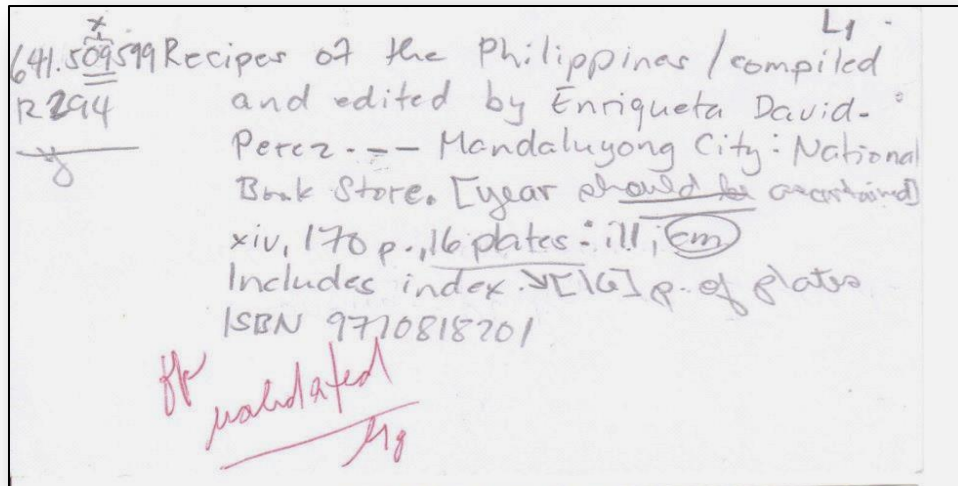 L1
x
641.509599 Recipes of the Philippines / compiled
R294 and edited by Enriqueta David-
y Perez. -- Mandaluyong City : National
Book Store. [year should be ascertained]
xiv, 170 p., 16 plates : ill ; cm
Includes index. [16] p. of plates
ISBN 9710818201
validated